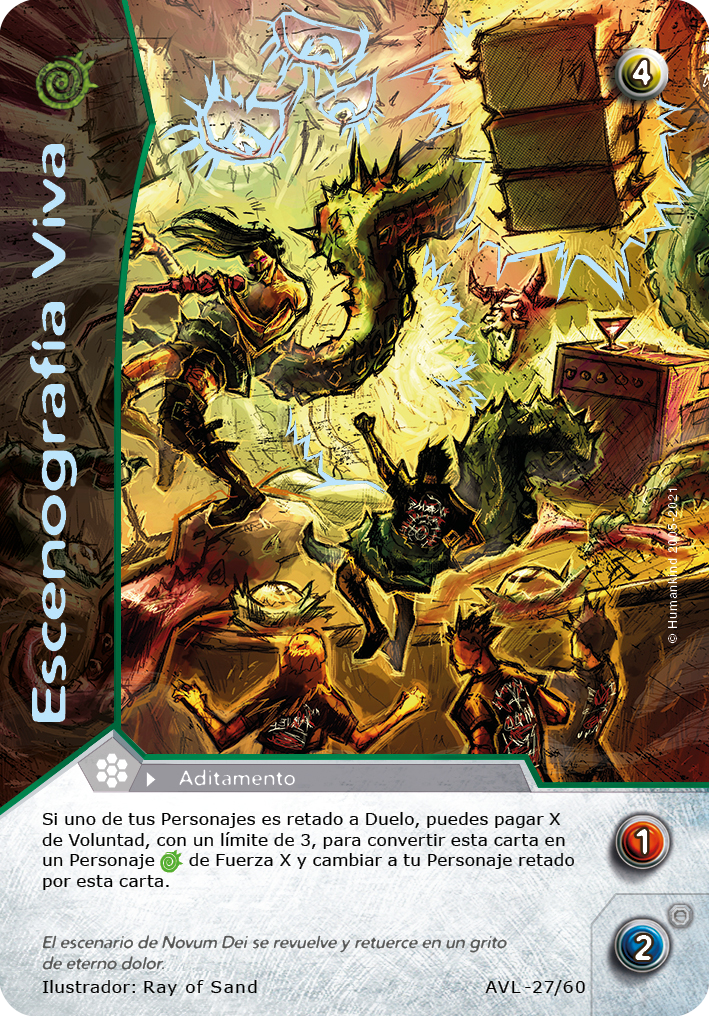 4
Escenografía Viva
© Humankind 2005-2021
Aditamento
Si uno de tus Personajes es retado a Duelo, puedes pagar X
de Voluntad, con un límite de 3, para convertir esta carta en
un Personaje de Fuerza X y cambiar a tu Personaje retado
por esta carta.
1
El escenario de Novum Dei se revuelve y retuerce en un grito
de eterno dolor.
2
Ilustrador: Ray of Sand
AVL -27/60